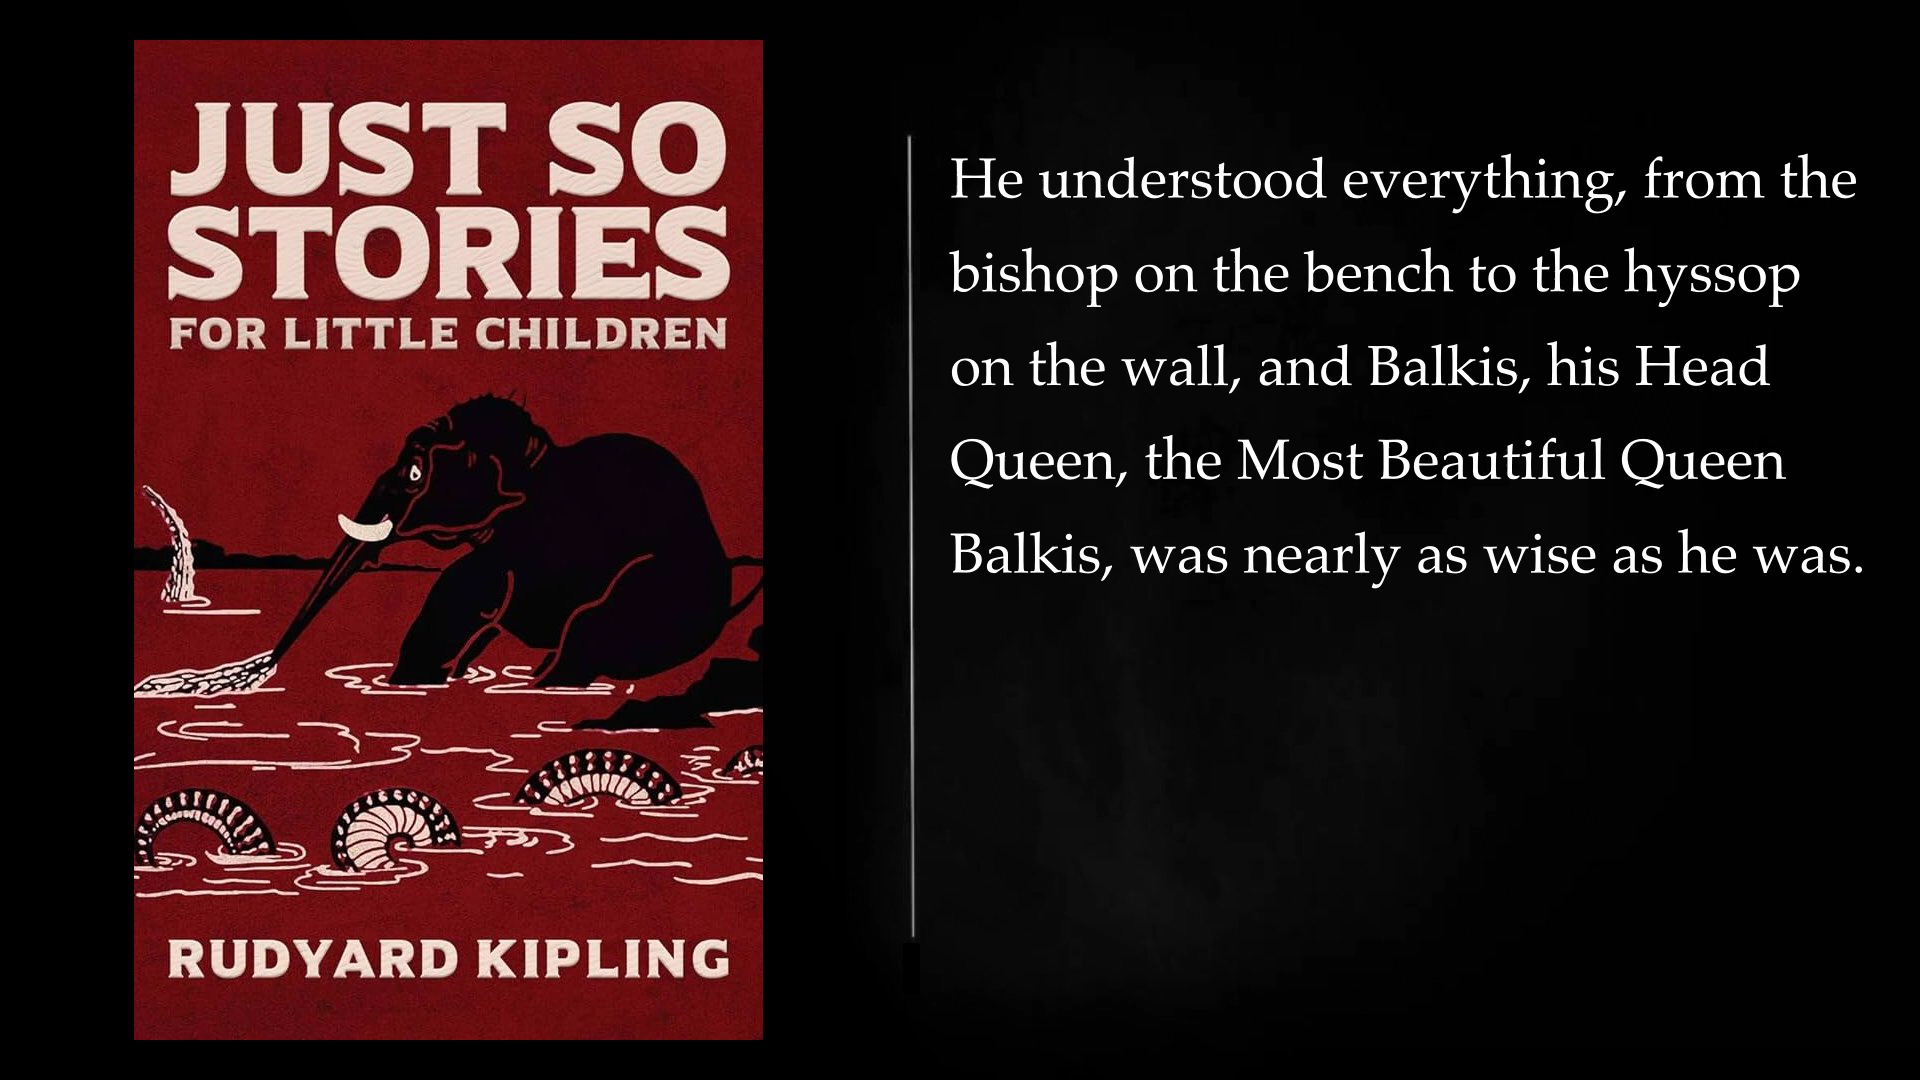 JUST SO
STORIES
FOR LITTLE CHILDREN
RUDYARD KIPLING
He understood everything, from the
bishop on the bench to the hyssop
on the wall, and Balkis, his Head
Queen, the Most Beautiful Queen
Balkis, was nearly as wise as he was.